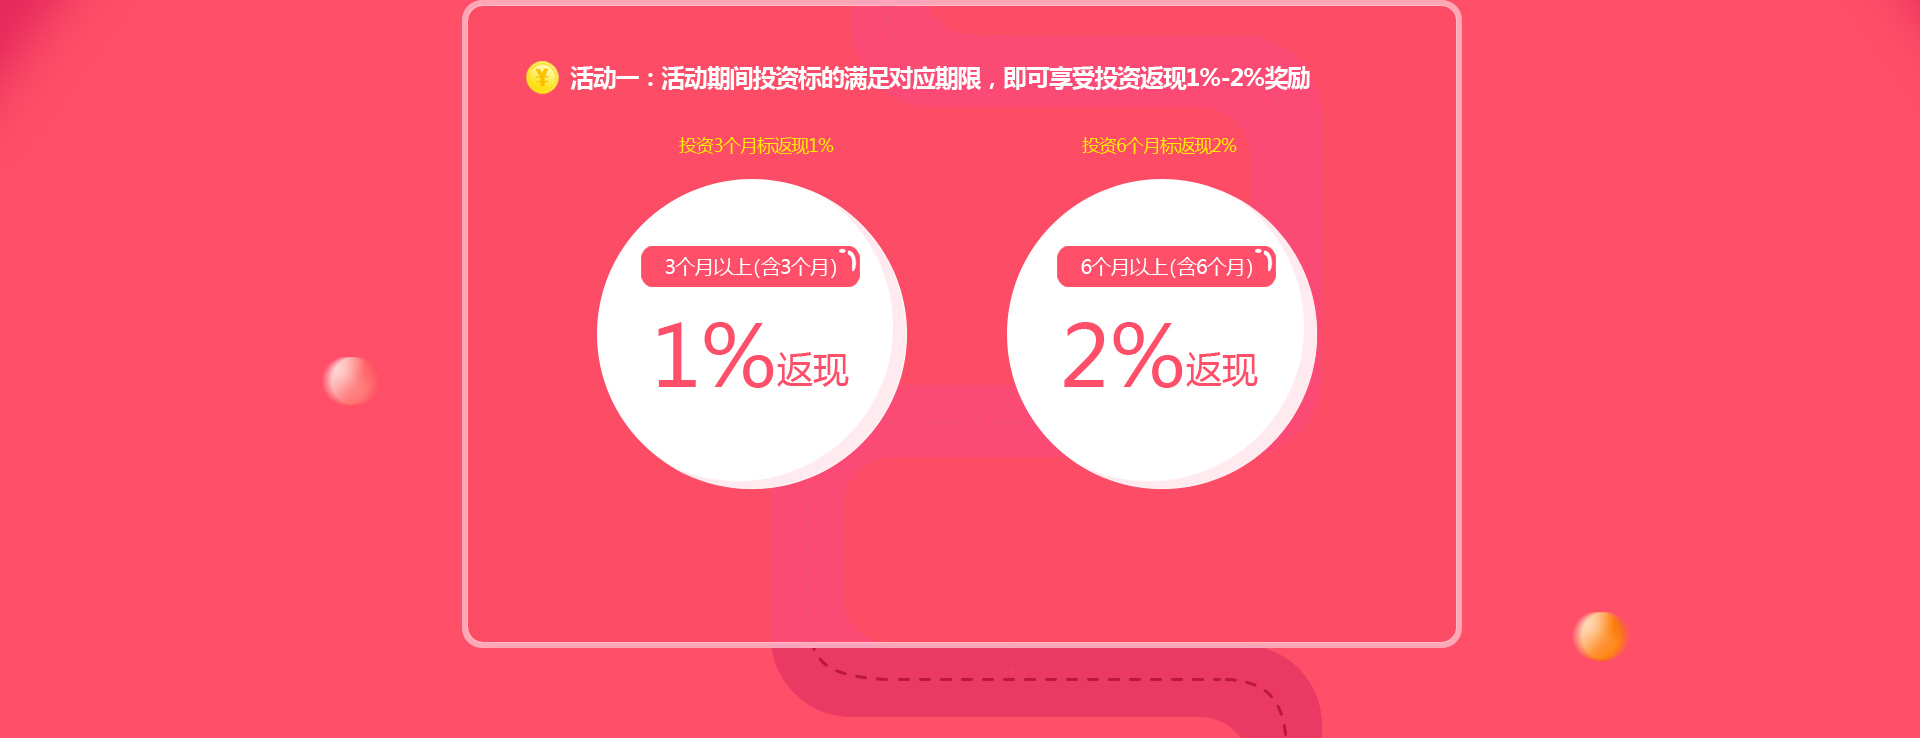 ¥ 活动一：活动期间投资标的满足对应期限，即可享受投资返现1%-2%奖励
投资3个月标返现1%
投资6个月标返现2%
3个月以上(含3个月)
6个月以上(含6个月)
1%返现
2%返现